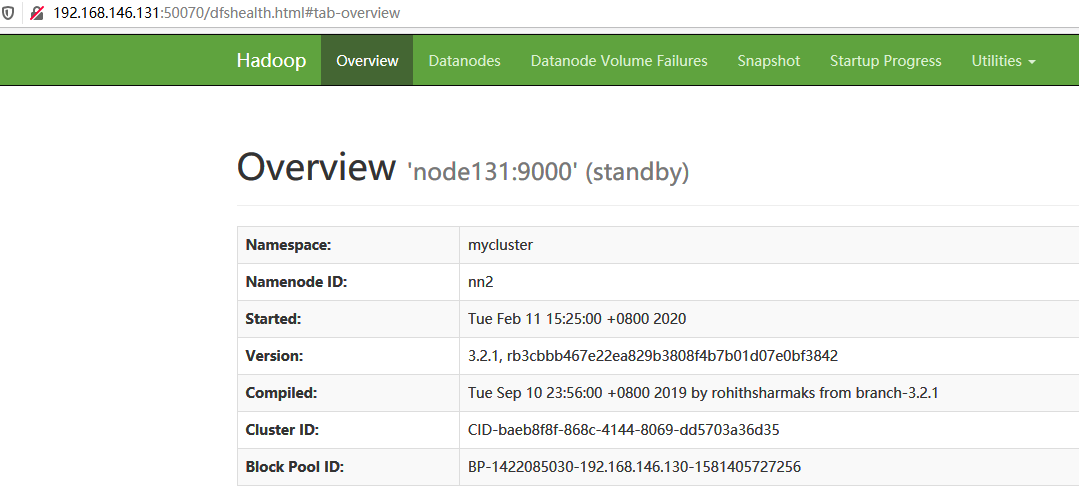 192.168.146.131:50070/dfshealth.html#tab-overview
Hadoop Overview Datanodes Datanode Volume Failures Snapshot Startup Progress Utilities
Overview 'node131:9000' (standby)
Namespace: mycluster
Namenode ID: nn2
Started: Tue Feb 11 15:25:00 +0800 2020
Version: 3.2.1, rb3cbbb467e22ea829b3808f4b7b01d07e0bf3842
Compiled: Tue Sep 10 23:56:00 +0800 2019 by rohithsharmaks from branch-3.2.1
Cluster ID: CID-baeb8f8f-868c-4144-8069-dd5703a36d35
Block Pool ID: BP-1422085030-192.168.146.130-1581405727256